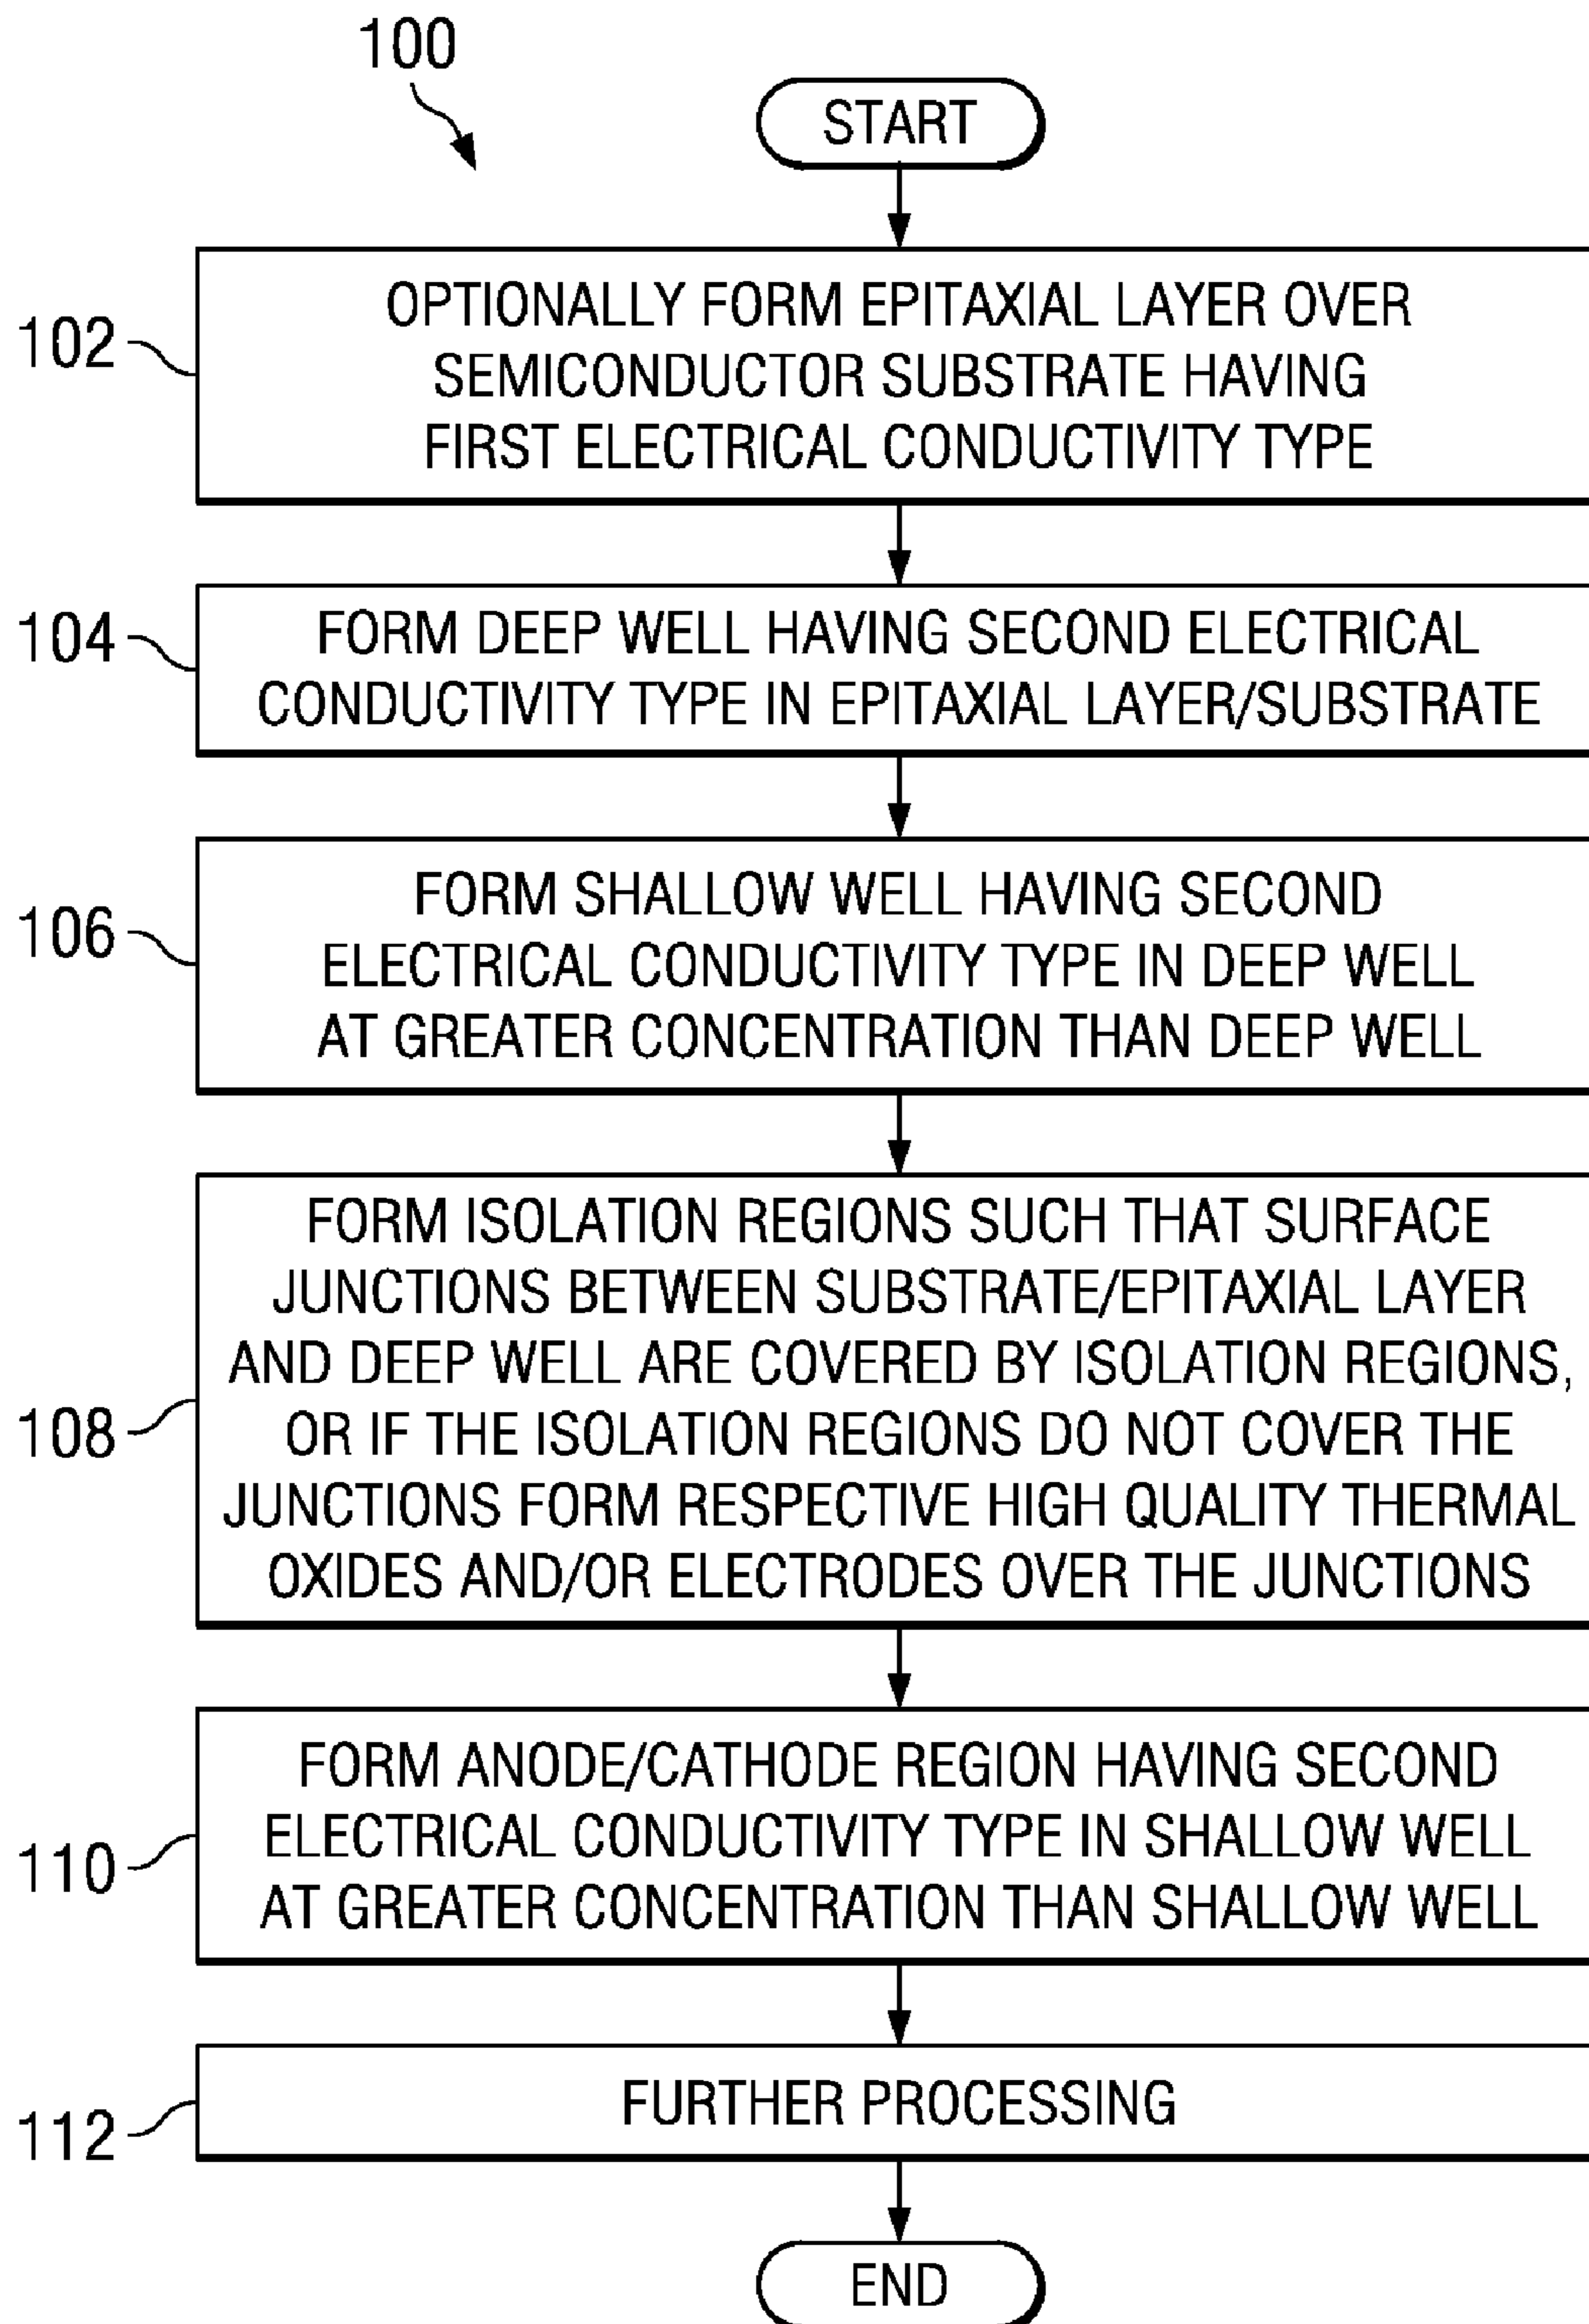 100
START
102
OPTIONALLY FORM EPITAXIAL LAYER OVER
SEMICONDUCTOR SUBSTRATE HAVING
FIRST ELECTRICAL CONDUCTIVITY TYPE
104
FORM DEEP WELL HAVING SECOND ELECTRICAL
CONDUCTIVITY TYPE IN EPITAXIAL LAYER/SUBSTRATE
106
FORM SHALLOW WELL HAVING SECOND
ELECTRICAL CONDUCTIVITY TYPE IN DEEP WELL
AT GREATER CONCENTRATION THAN DEEP WELL
108
FORM ISOLATION REGIONS SUCH THAT SURFACE
JUNCTIONS BETWEEN SUBSTRATE/EPITAXIAL LAYER
AND DEEP WELL ARE COVERED BY ISOLATION REGIONS,
OR IF THE ISOLATION REGIONS DO NOT COVER THE
JUNCTIONS FORM RESPECTIVE HIGH QUALITY THERMAL
OXIDES AND/OR ELECTRODES OVER THE JUNCTIONS
110
FORM ANODE/CATHODE REGION HAVING SECOND
ELECTRICAL CONDUCTIVITY TYPE IN SHALLOW WELL
AT GREATER CONCENTRATION THAN SHALLOW WELL
112
FURTHER PROCESSING
END